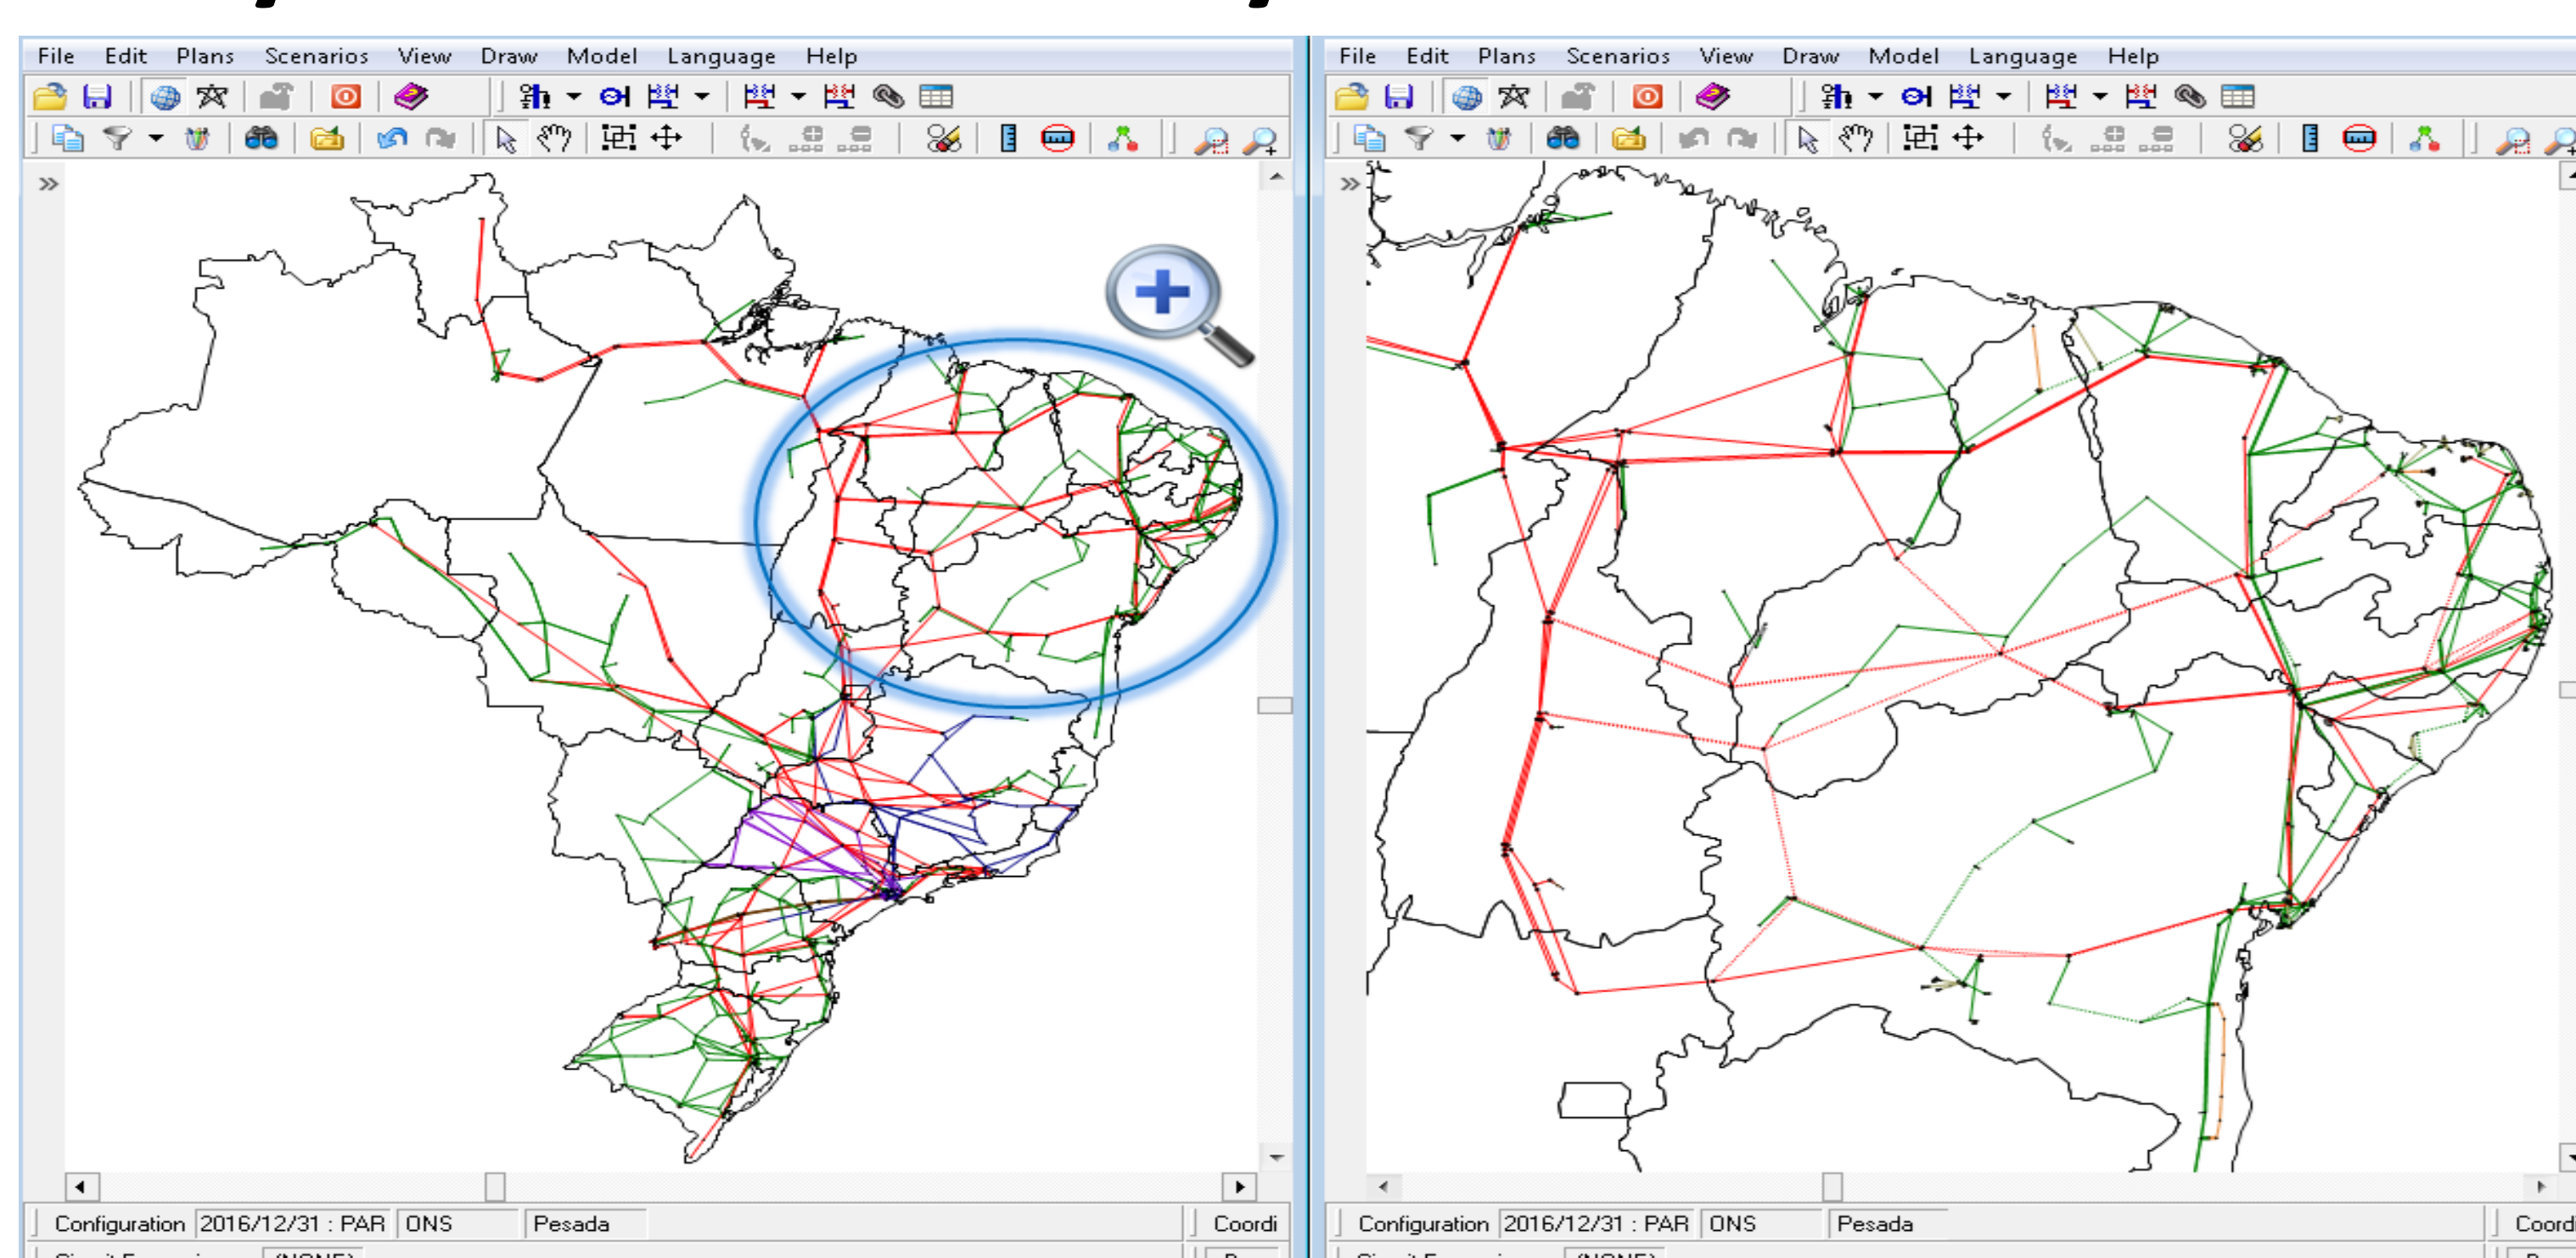 File Edit Plans Scenarios View Draw Model Language Help
Configuration 2016/12/31 : PAR ONS Pesada Coordi
File Edit Plans Scenarios View Draw Model Language Help
Configuration 2016/12/31 : PAR ONS Pesada Coord